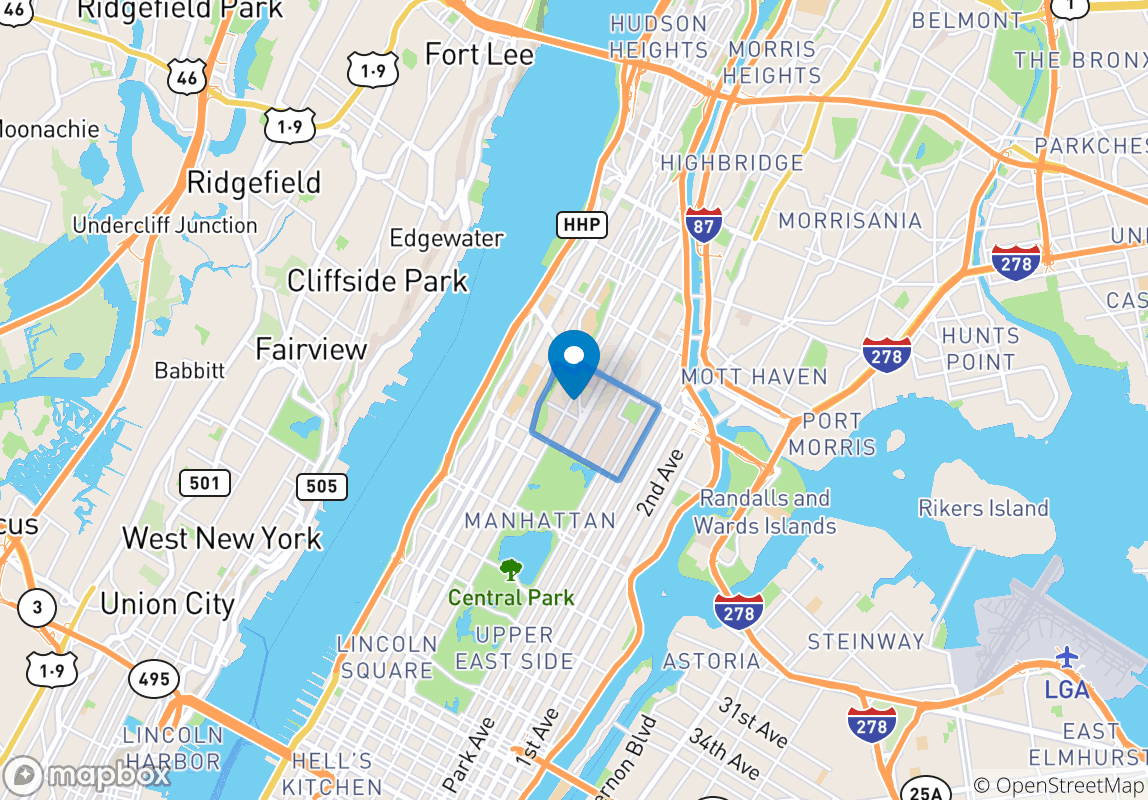 46
Ridgefield Park
1
HUDSON
HEIGHTS
BELMONT
Fort Lee
MORRIS
HEIGHTS
THE BRONX
46
1·9
1·9
Moonachie
PARKCHES
HIGHBRIDGE
Ridgefield
Undercliff Junction
HHP
87
MORRISANIA
UNI
Edgewater
278
Cliffside Park
CAS
HUNTS
POINT
Fairview
278
Babbitt
MOTT HAVEN
PORT
MORRIS
501
505
2nd Ave
Randalls and
Wards Islands
Rikers Island
cus
MANHATTAN
West New York
Central Park
3
Union City
278
LINCOLN
SQUARE
UPPER
EAST SIDE
STEINWAY
ASTORIA
1·9
495
LGA
31st Ave
278
34th Ave
LINCOLN
HARBOR
Park Ave
1st Ave
rnon Blvd
EAST
ELMHURST
HELL'S
KITCHEN
mapbox
25A
© OpenStreetMap